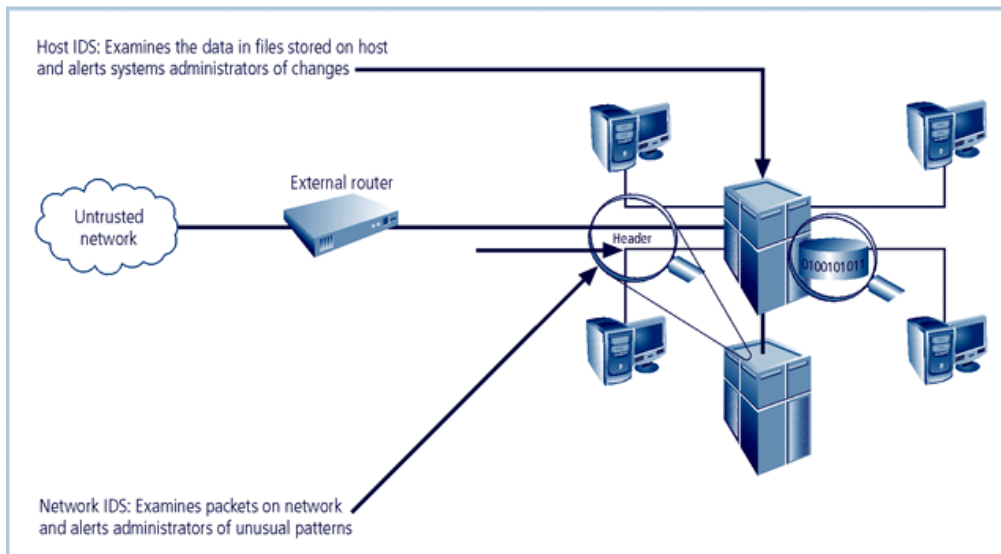 Host IDS: Examines the data in files stored on host
and alerts systems administrators of changes
External router
Untrusted
network
Header
0100101011
Network IDS: Examines packets on network
and alerts administrators of unusual patterns